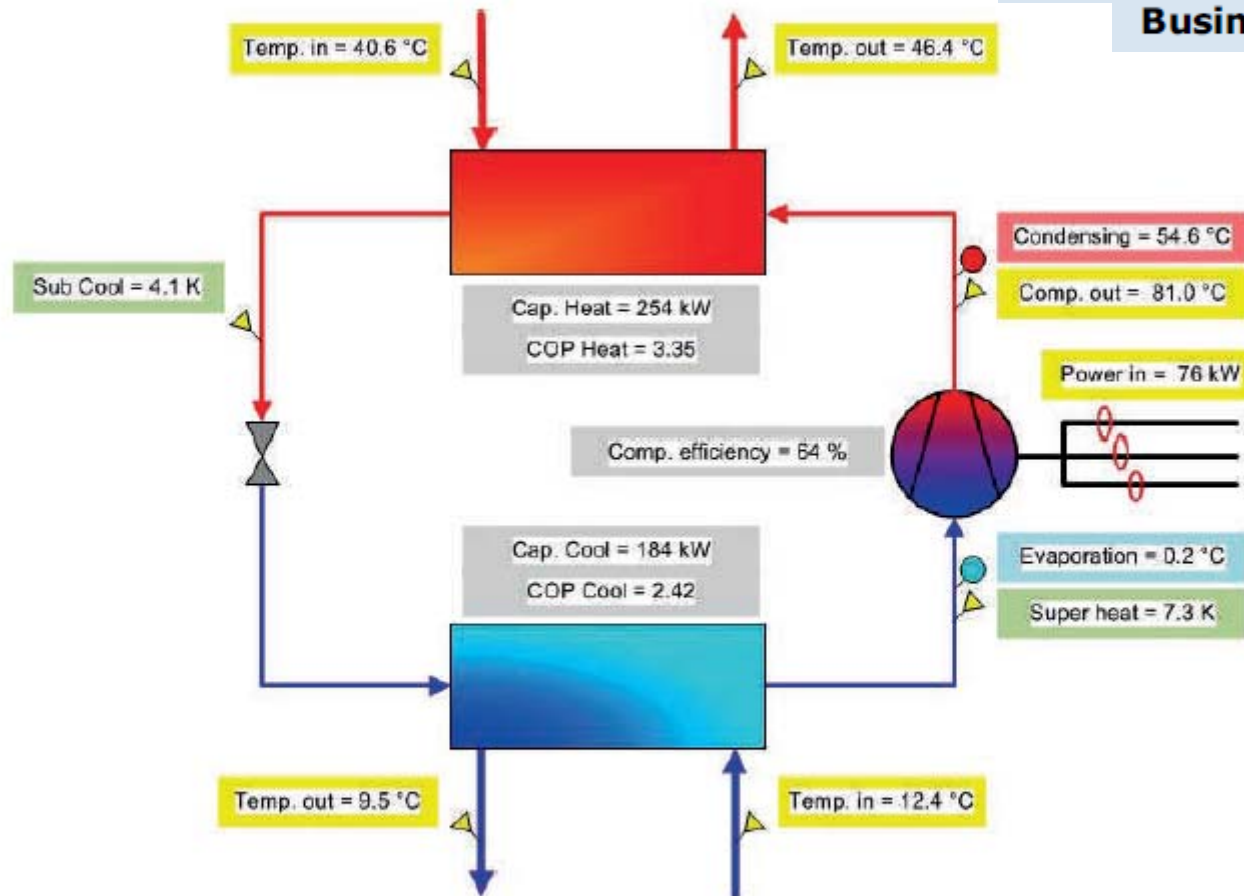 Busin
Temp. in = 40.6 °C
Temp. out = 46.4 °C
Condensing = 54.6 °C
Sub Cool = 4.1 K
Comp. out = 81.0 °C
Cap. Heat = 254 kW
COP Heat = 3.35
Power in = 76 kW
Comp. efficiency = 64 %
Cap. Cool = 184 kW
COP Cool = 2.42
Evaporation = 0.2 °C
Super heat = 7.3 K
Temp. out = 9.5 °C
Temp. in = 12.4 °C